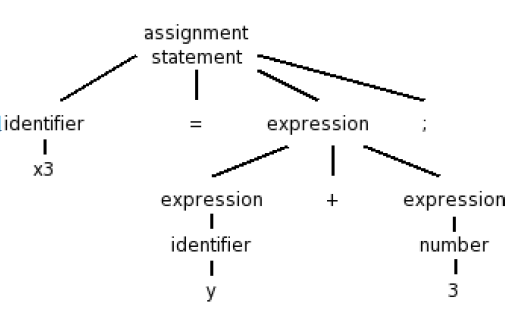 assignment
statement
identifier = expression ;
x3
expression + expression
identifier number
y 3